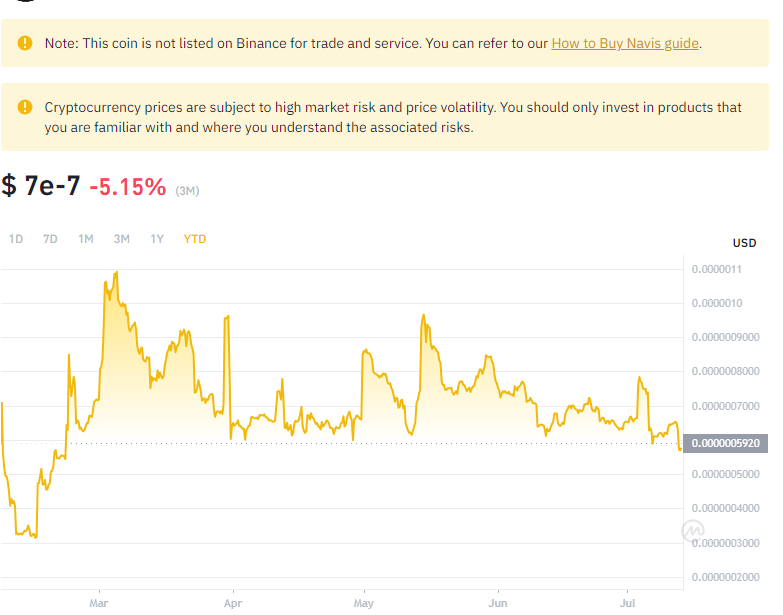 Note: This coin is not listed on Binance for trade and service. You can refer to our How to Buy Navis guide.
Cryptocurrency prices are subject to high market risk and price volatility. You should only invest in products that
you are familiar with and where you understand the associated risks.
$ 7e-7 -5.15% (3M)
1D 7D 1M 3M 1Y YTD
USD
0.0000011
0.0000010
0.0000009000
0.0000008000
0.0000007000
0.0000005920
0.0000005000
0.0000004000
0.0000003000
0.0000002000
Mar Apr May Jun Jul